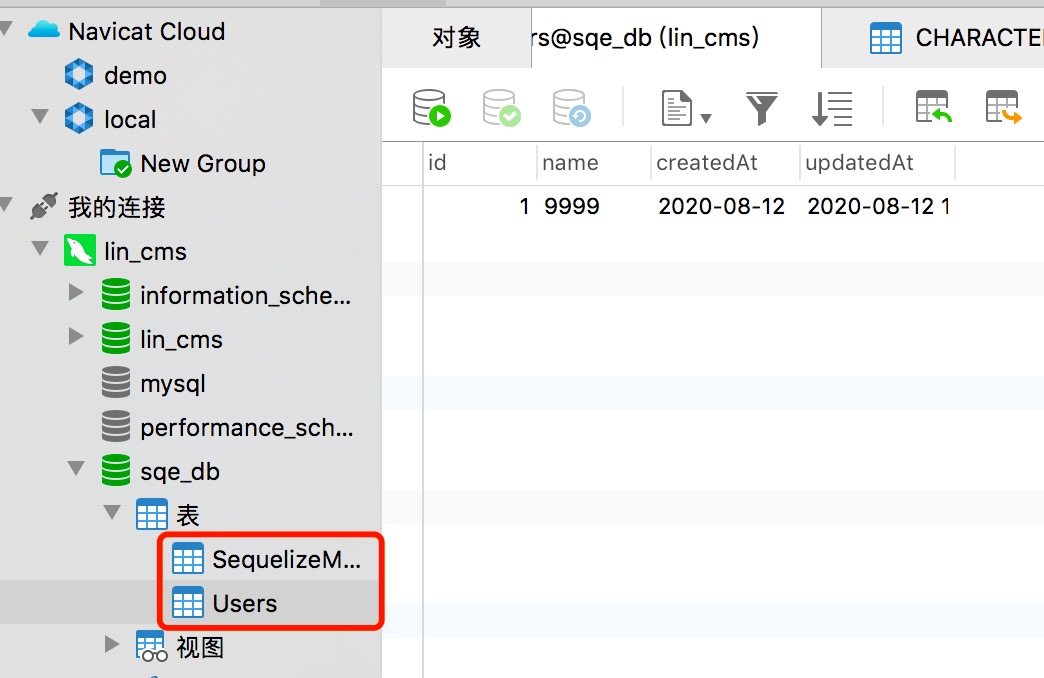 Navicat Cloud
demo
local
New Group
我的连接
lin_cms
information_sche...
lin_cms
mysql
performance_sch...
sqe_db
表
SequelizeM...
Users
视图
对象
rs@sqe_db (lin_cms)
CHARACTE
id name createdAt updatedAt
1 9999 2020-08-12 2020-08-12 1